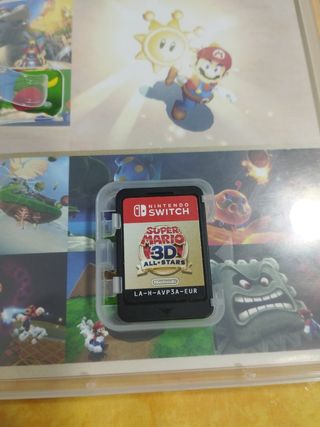 NINTENDO
SWITCH
SUPER
MARIO
3D
ALL-STARS
Nintendo
LA-H-AVP3A-EUR